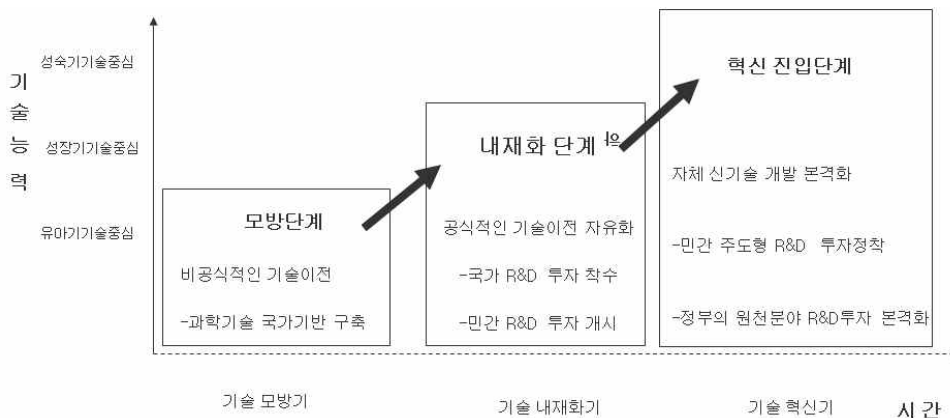 기술능력
성숙기기술중심
성장기기술중심
유아기기술중심
모방단계
비공식적인 기술이전
-과학기술 국가기반 구축
내재화 단계
공식적인 기술이전 자유화
-국가 R&D 투자 착수
-민간 R&D 투자 개시
혁신 진입단계
자체 신기술 개발 본격화
-민간 주도형 R&D 투자정착
-정부의 원천분야 R&D투자 본격화
기술 모방기
기술 내재화기
기술 혁신기
시간